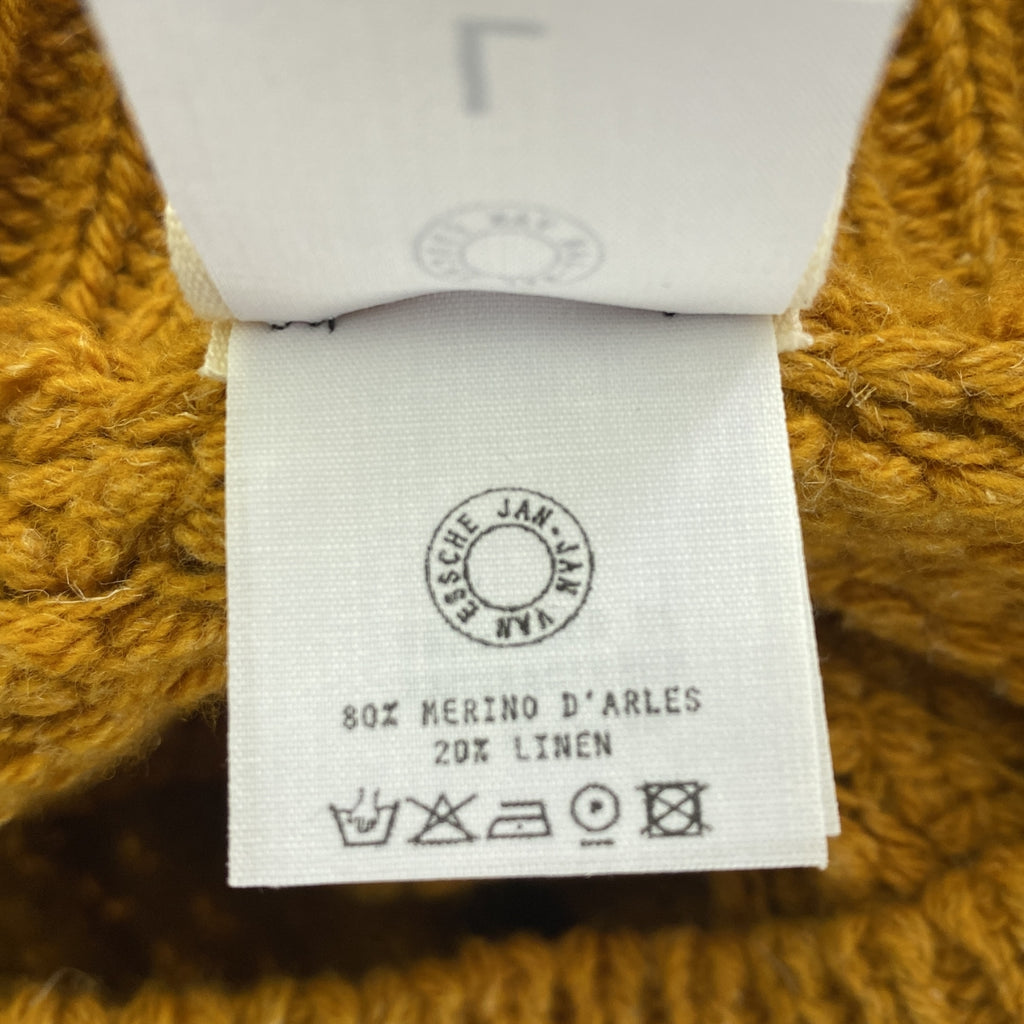 L
JAN-JAN VAN ESSCHE
80% MERINO D'ARLES
20% LINEN
P